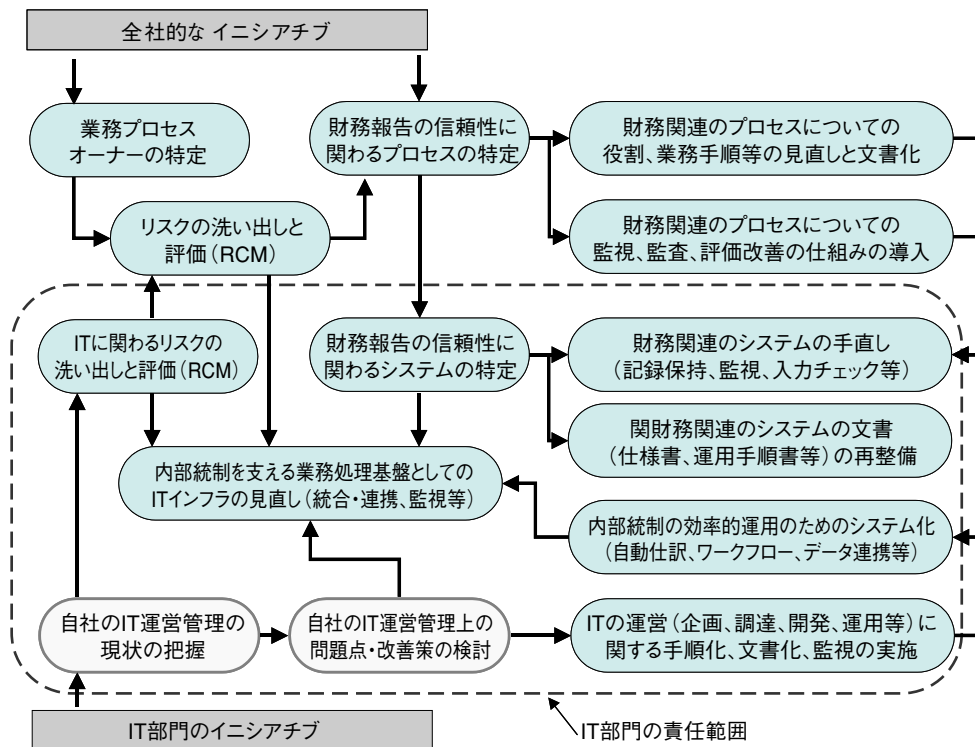 全社的な イニシアチブ
業務プロセス
オーナーの特定
財務報告の信頼性に
関わるプロセスの特定
財務関連のプロセスについての
役割、業務手順等の見直しと文書化
リスクの洗い出しと
評価(RCM)
財務関連のプロセスについての
監視、監査、評価改善の仕組みの導入
ITに関わるリスクの
洗い出しと評価(RCM)
財務報告の信頼性に
関わるシステムの特定
財務関連のシステムの手直し
(記録保持、監視、入力チェック等)
関財務関連のシステムの文書
(仕様書、運用手順書等)の再整備
内部統制を支える業務処理基盤としての
ITインフラの見直し(統合・連携、監視等)
内部統制の効率的運用のためのシステム化
(自動仕訳、ワークフロー、データ連携等)
自社のIT運営管理の
現状の把握
自社のIT運営管理上の
問題点・改善策の検討
ITの運営(企画、調達、開発、運用等)に
関する手順化、文書化、監視の実施
IT部門のイニシアチブ
IT部門の責任範囲